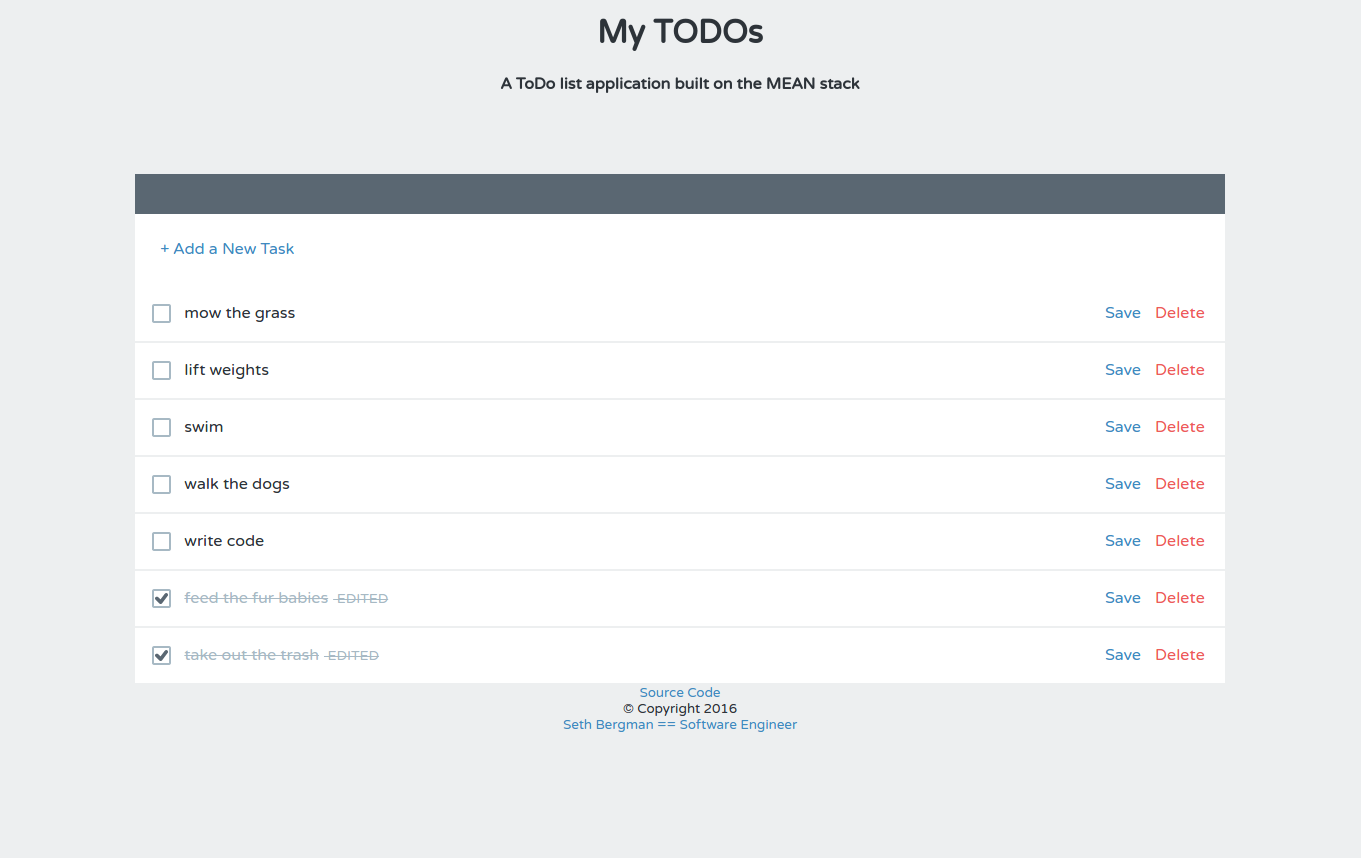 My TODOs
A ToDo list application built on the MEAN stack
+ Add a New Task
mow the grass Save Delete
lift weights Save Delete
swim Save Delete
walk the dogs Save Delete
write code Save Delete
feed the fur babies -EDITED Save Delete
take out the trash -EDITED Save Delete
Source Code
© Copyright 2016
Seth Bergman == Software Engineer